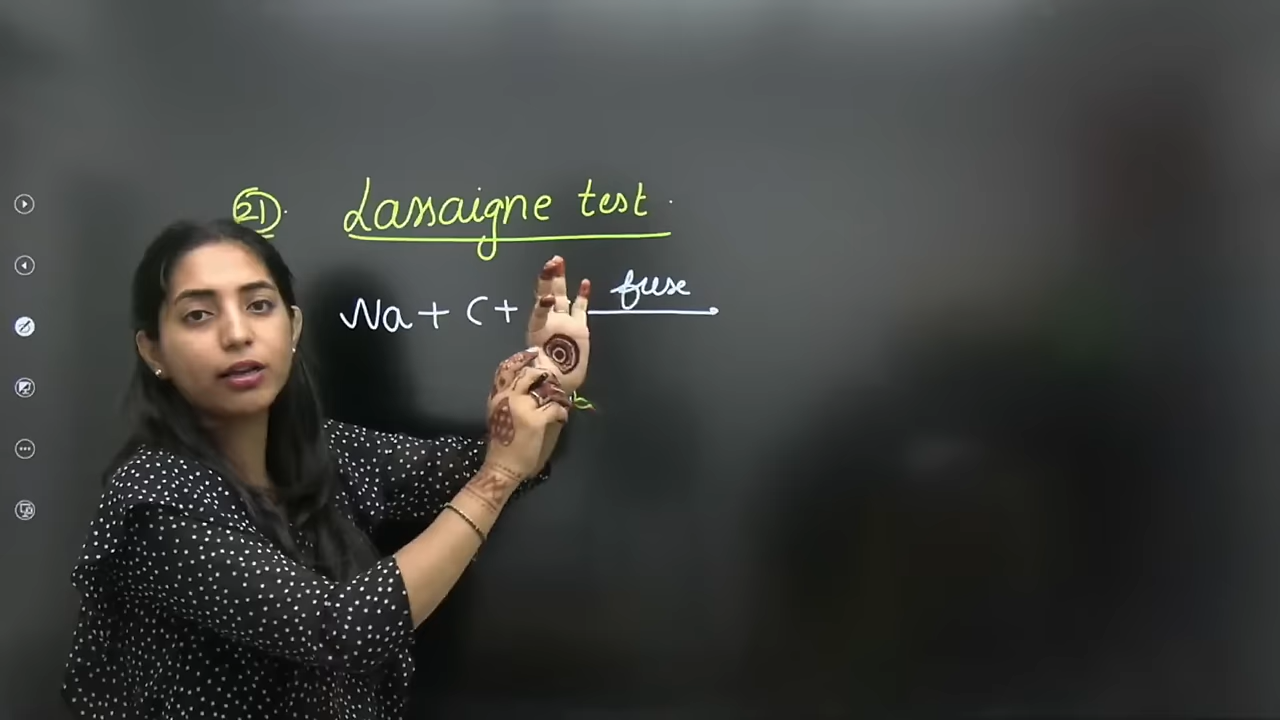 21. Lassaigne test
fuse
Na + C +